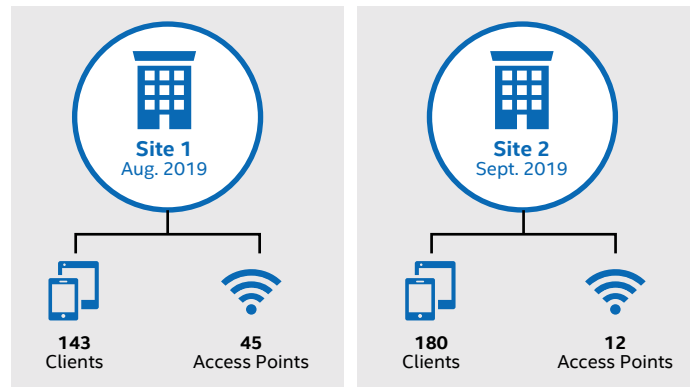 Site 1
Aug. 2019
143
Clients
45
Access Points
Site 2
Sept. 2019
180
Clients
12
Access Points